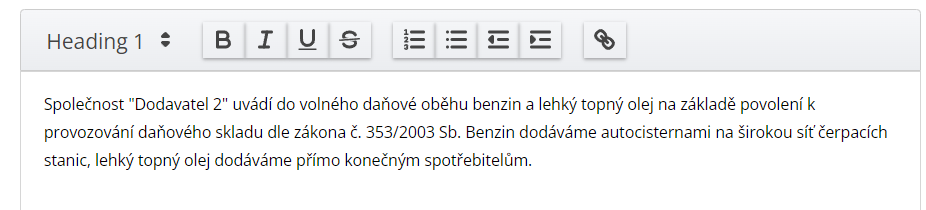 Heading 1
B I U S
Společnost "Dodavatel 2" uvádí do volného daňové oběhu benzin a lehký topný olej na základě povolení k
provozování daňového skladu dle zákona č. 353/2003 Sb. Benzin dodáváme autocisternami na širokou síť čerpacích
stanic, lehký topný olej dodáváme přímo konečným spotřebitelům.